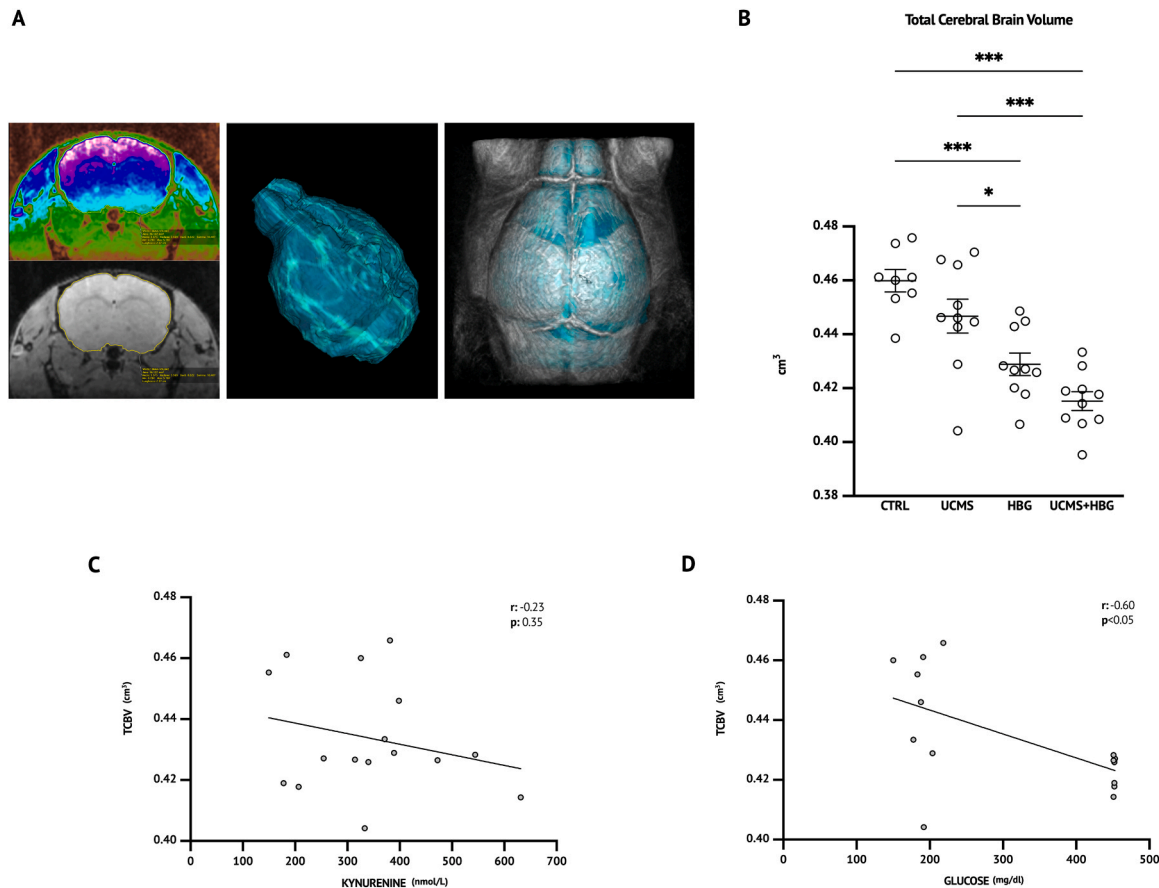 A
B
Total Cerebral Brain Volume
***
***
***
*
0.48
0.46
0.44
0.42
0.40
0.38
cm³
CTRL UCMS HBG UCMS+HBG
C
r: -0.23
p: 0.35
0.48
0.46
0.44
0.42
0.40
TCBV (cm³)
0 100 200 300 400 500 600 700
KYNURENINE (nmol/L)
D
r: -0.60
p<0.05
0.48
0.46
0.44
0.42
0.40
TCBV (cm³)
0 100 200 300 400 500
GLUCOSE (mg/dl)